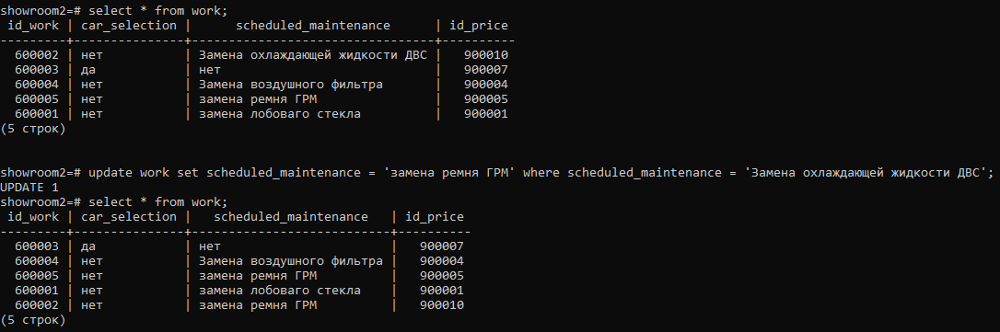 showroom2=# select * from work;
 id_work | car_selection |      scheduled_maintenance      | id_price
---------+---------------+---------------------------------+----------
  600002 | нет           | Замена охлаждающей жидкости ДВС |   900010
  600003 | да            | нет                             |   900007
  600004 | нет           | Замена воздушного фильтра       |   900004
  600005 | нет           | замена ремня ГРМ                |   900005
  600001 | нет           | замена лобоваго стекла          |   900001
(5 строк)
showroom2=# update work set scheduled_maintenance = 'замена ремня ГРМ' where scheduled_maintenance = 'Замена охлаждающей жидкости ДВС';
UPDATE 1
showroom2=# select * from work;
 id_work | car_selection |   scheduled_maintenance   | id_price
---------+---------------+---------------------------+----------
  600003 | да            | нет                       |   900007
  600004 | нет           | Замена воздушного фильтра |   900004
  600005 | нет           | замена ремня ГРМ          |   900005
  600001 | нет           | замена лобоваго стекла    |   900001
  600002 | нет           | замена ремня ГРМ          |   900010
(5 строк)